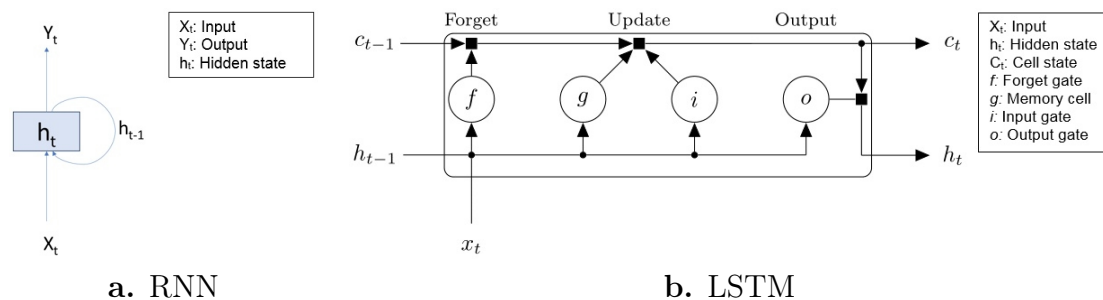 Yₜ
hₜ
hₜ₋₁
Xₜ
Xₜ: Input
Yₜ: Output
hₜ: Hidden state
a. RNN
Forget Update Output
cₜ₋₁ cₜ
f g i o
hₜ₋₁ hₜ
xₜ
Xₜ: Input
hₜ: Hidden state
Cₜ: Cell state
f: Forget gate
g: Memory cell
i: Input gate
o: Output gate
b. LSTM